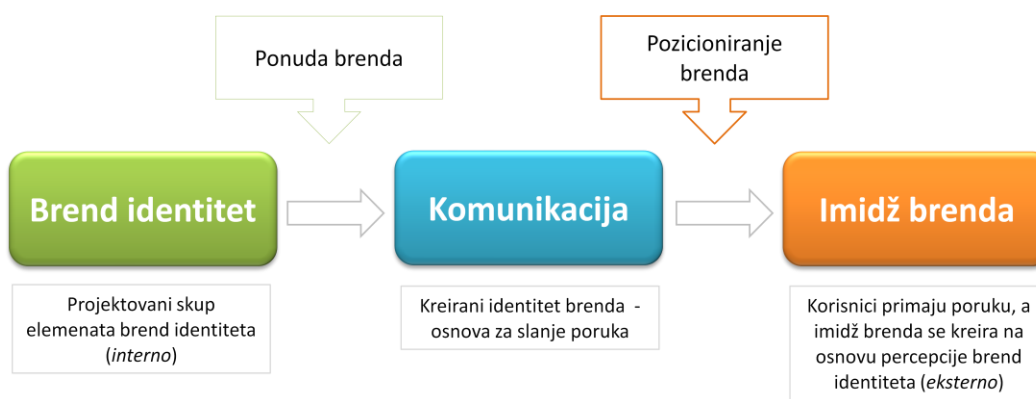 Ponuda brenda
Pozicioniranje
brenda
Brend identitet
Komunikacija
Imidž brenda
Projektovani skup
elemenata brend identiteta
(interno)
Kreirani identitet brenda -
osnova za slanje poruka
Korisnici primaju poruku, a
imidž brenda se kreira na
osnovu percepcije brend
identiteta (eksterno)